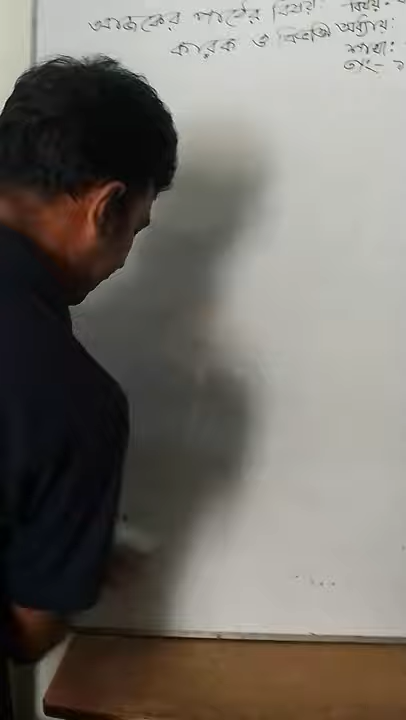 আজকের পাঠের বিষয়: বিষয়:-
কারক ও বিভক্তি অধ্যায়:
শাখা:
তাং-